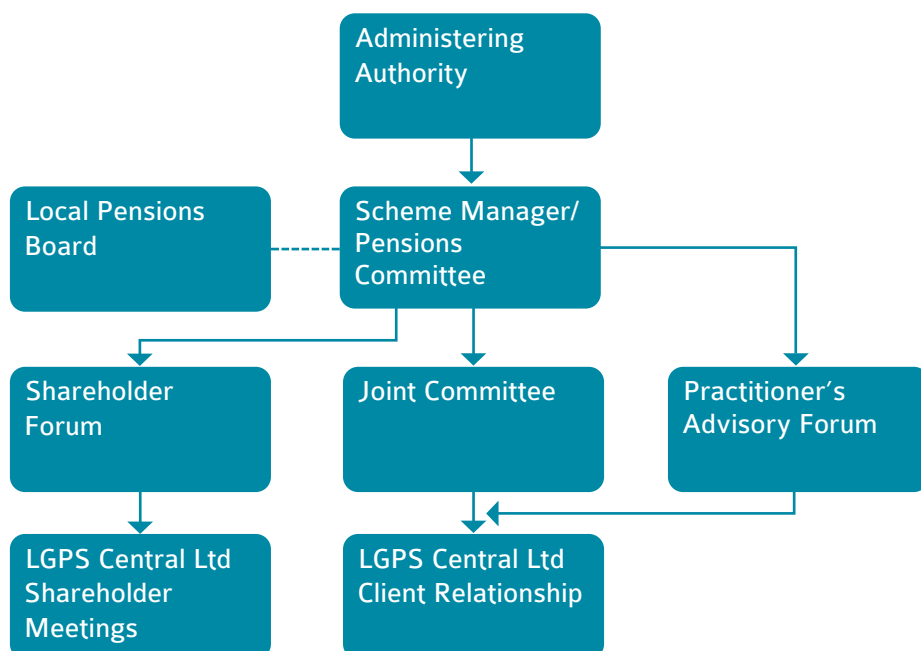 Administering
Authority
Local Pensions
Board
Scheme Manager/
Pensions
Committee
Shareholder
Forum
Joint Committee
Practitioner’s
Advisory Forum
LGPS Central Ltd
Shareholder
Meetings
LGPS Central Ltd
Client Relationship